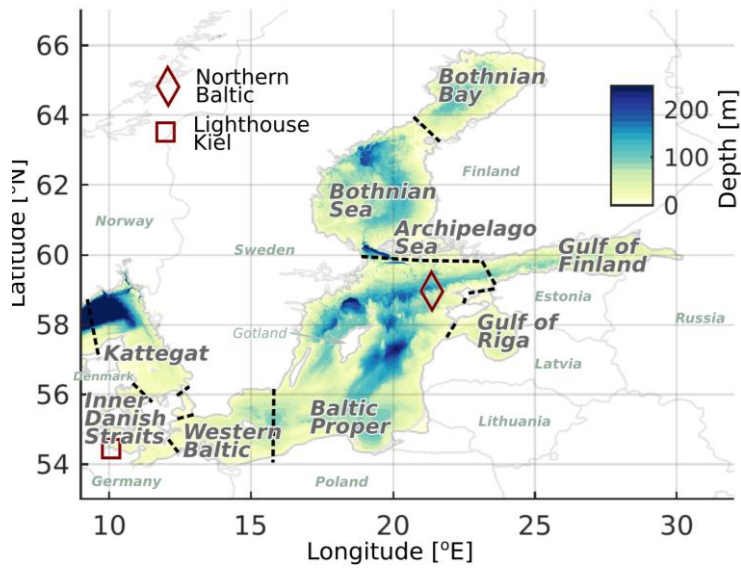 66
64
62
60
58
56
54
Latitude [°N]
10
15
20
25
30
Longitude [°E]
Northern
Baltic
Lighthouse
Kiel
200
100
0
Depth [m]
Bothnian
Bay
Finland
Bothnian
Sea
Norway
Archipelago
Sea
Sweden
Gulf of
Finland
Estonia
Russia
Gotland
Gulf of
Riga
Kattegat
Latvia
Denmark
Inner
Danish
Straits
Western
Baltic
Baltic
Proper
Lithuania
Germany
Poland